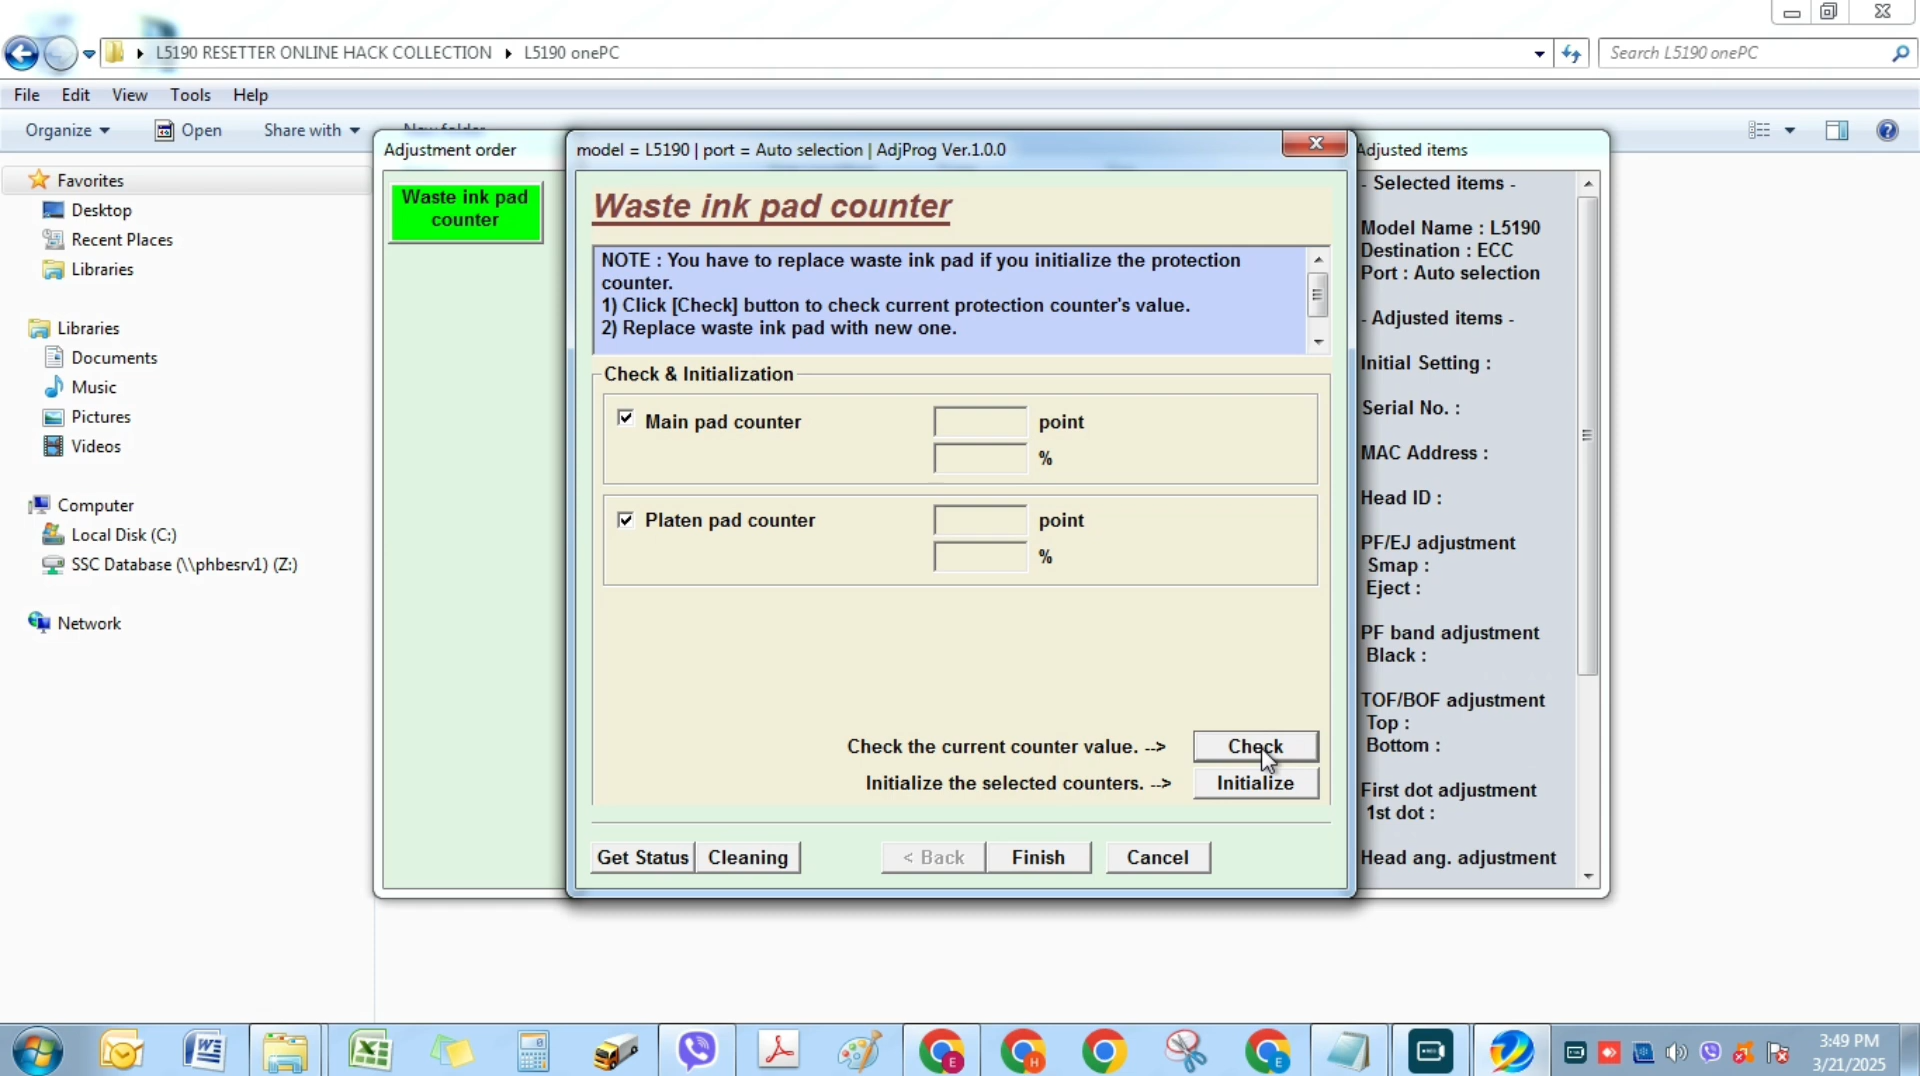 L5190 RESETTER ONLINE HACK COLLECTION
L5190 onePC
Search L5190 onePC
File Edit View Tools Help
Organize Open Share with New folder
Favorites
Desktop
Recent Places
Libraries
Libraries
Documents
Music
Pictures
Videos
Computer
Local Disk (C:)
SSC Database (\\phbesrv1) (Z:)
Network
Adjustment order
Waste ink pad
counter
model = L5190 | port = Auto selection | AdjProg Ver.1.0.0
Waste ink pad counter
NOTE : You have to replace waste ink pad if you initialize the protection
counter.
1) Click [Check] button to check current protection counter's value.
2) Replace waste ink pad with new one.
Check & Initialization
Main pad counter point
%
Platen pad counter point
%
Check the current counter value. --> Check
Initialize the selected counters. --> Initialize
Get Status Cleaning < Back Finish Cancel
Adjusted items
- Selected items -
Model Name : L5190
Destination : ECC
Port : Auto selection
- Adjusted items -
Initial Setting :
Serial No. :
MAC Address :
Head ID :
PF/EJ adjustment
Smap :
Eject :
PF band adjustment
Black :
TOF/BOF adjustment
Top :
Bottom :
First dot adjustment
1st dot :
Head ang. adjustment
3:49 PM
3/21/2025